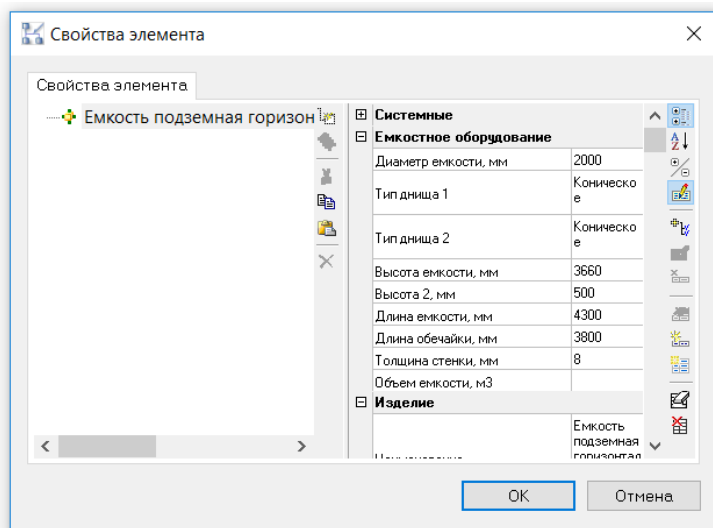 Свойства элемента
Свойства элемента
Емкость подземная горизон
Системные
Емкостное оборудование
Диаметр емкости, мм 2000
Тип днища 1 Коническо
е
Тип днища 2 Коническо
е
Высота емкости, мм 3660
Высота 2, мм 500
Длина емкости, мм 4300
Длина обечайки, мм 3800
Толщина стенки, мм 8
Объем емкости, м3
Изделие
Емкость
подземная
горизонтал
OK Отмена